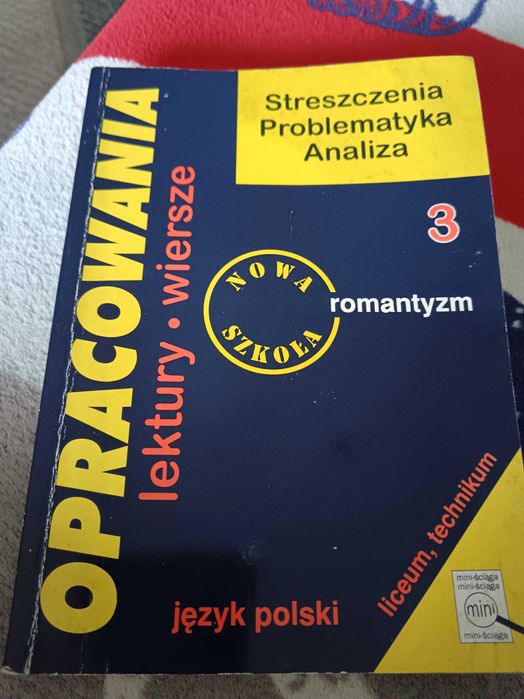 OPRACOWANIA
lektury • wiersze
Streszczenia
Problematyka
Analiza
3
NOWA
SZKOŁA
romantyzm
liceum, technikum
język polski
mini-ściąga
mini-ściąga
mini
mini-ściąga